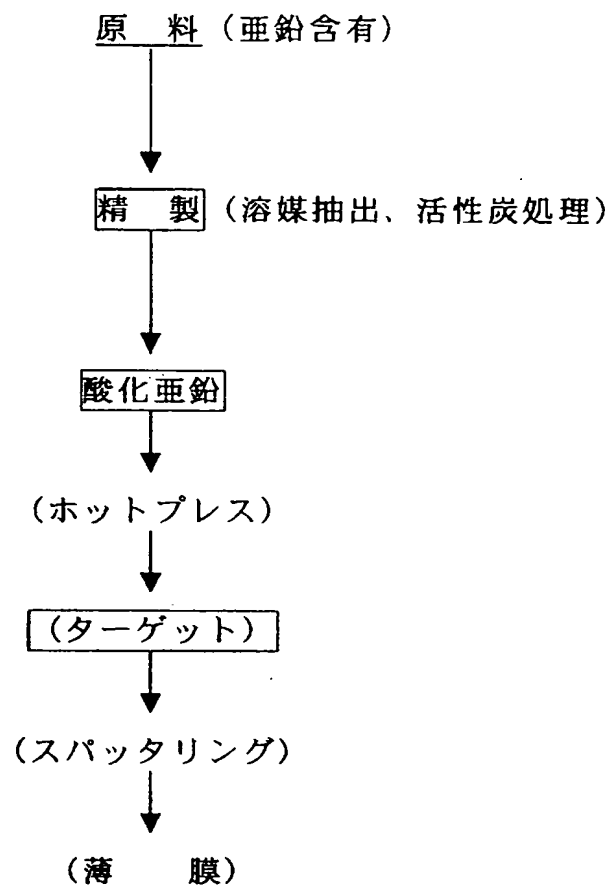 原　料（亜鉛含有）
精　製（溶媒抽出、活性炭処理）
酸化亜鉛
（ホットプレス）
（ターゲット）
（スパッタリング）
（薄　　膜）